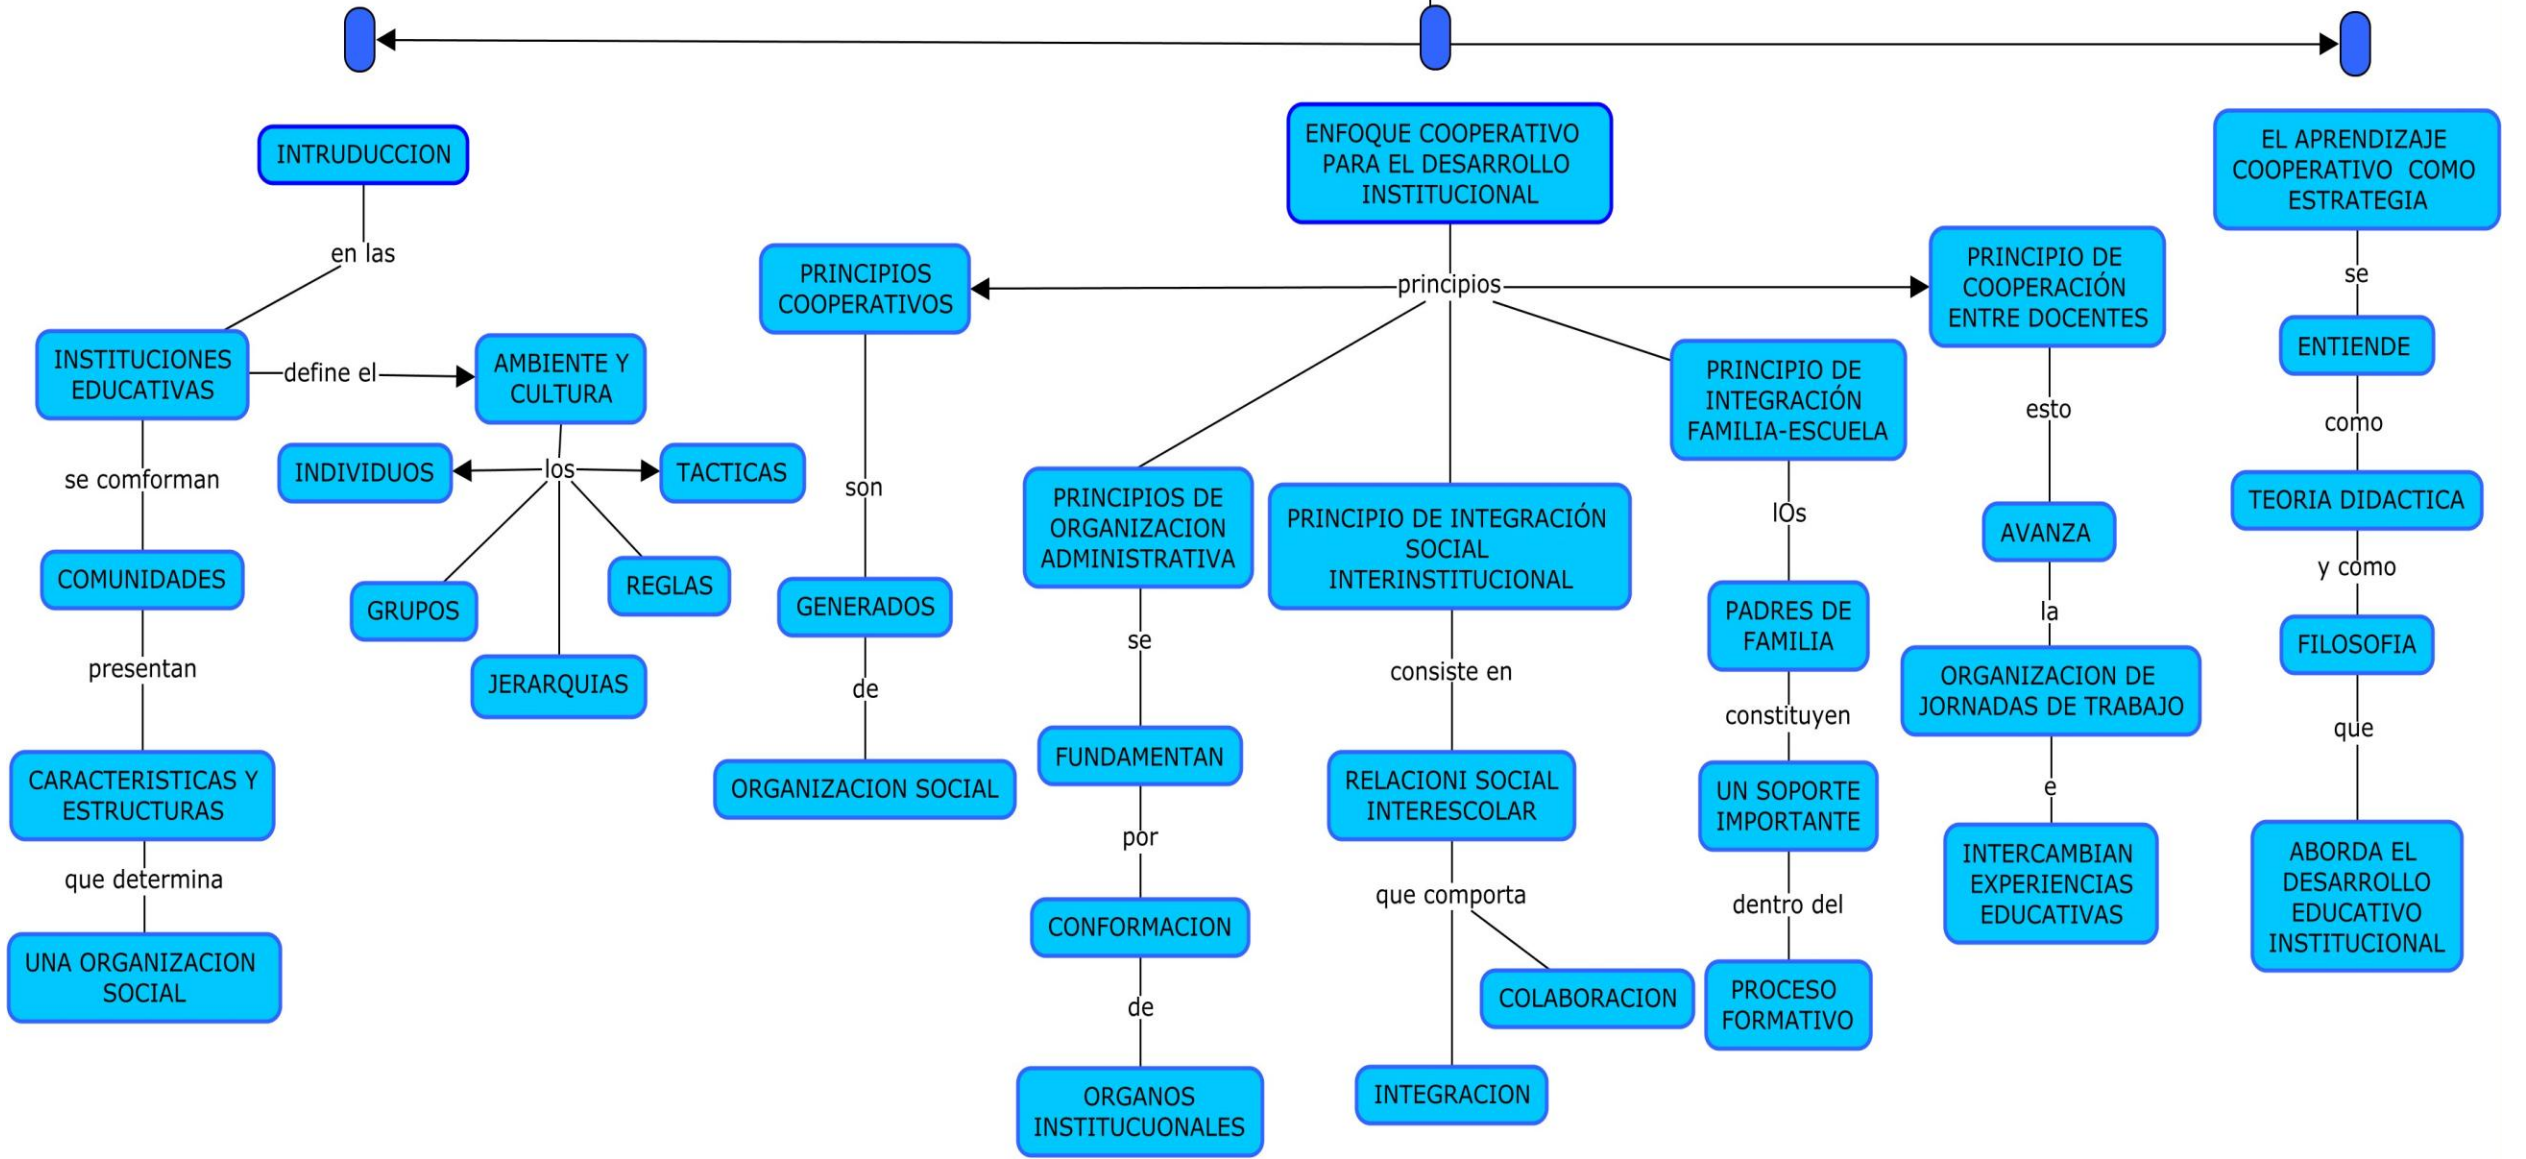 INTRUDUCCION
en las
INSTITUCIONES
EDUCATIVAS
define el
AMBIENTE Y
CULTURA
los
INDIVIDUOS
TACTICAS
GRUPOS
JERARQUIAS
REGLAS
se comforman
COMUNIDADES
presentan
CARACTERISTICAS Y
ESTRUCTURAS
que determina
UNA ORGANIZACION
SOCIAL
ENFOQUE COOPERATIVO
PARA EL DESARROLLO
INSTITUCIONAL
principios
PRINCIPIOS
COOPERATIVOS
son
GENERADOS
de
ORGANIZACION SOCIAL
PRINCIPIOS DE
ORGANIZACION
ADMINISTRATIVA
se
FUNDAMENTAN
por
CONFORMACION
de
ORGANOS
INSTITUCUONALES
PRINCIPIO DE INTEGRACIÓN
SOCIAL
INTERINSTITUCIONAL
consiste en
RELACIONI SOCIAL
INTERESCOLAR
que comporta
COLABORACION
INTEGRACION
PRINCIPIO DE
INTEGRACIÓN
FAMILIA-ESCUELA
lOs
PADRES DE
FAMILIA
constituyen
UN SOPORTE
IMPORTANTE
dentro del
PROCESO
FORMATIVO
PRINCIPIO DE
COOPERACIÓN
ENTRE DOCENTES
esto
AVANZA
la
ORGANIZACION DE
JORNADAS DE TRABAJO
e
INTERCAMBIAN
EXPERIENCIAS
EDUCATIVAS
EL APRENDIZAJE
COOPERATIVO COMO
ESTRATEGIA
se
ENTIENDE
como
TEORIA DIDACTICA
y como
FILOSOFIA
que
ABORDA EL
DESARROLLO
EDUCATIVO
INSTITUCIONAL